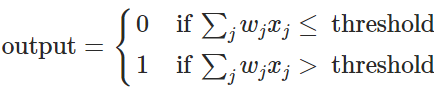 output = { 0 if ∑_j w_j x_j ≤ threshold
1 if ∑_j w_j x_j > threshold